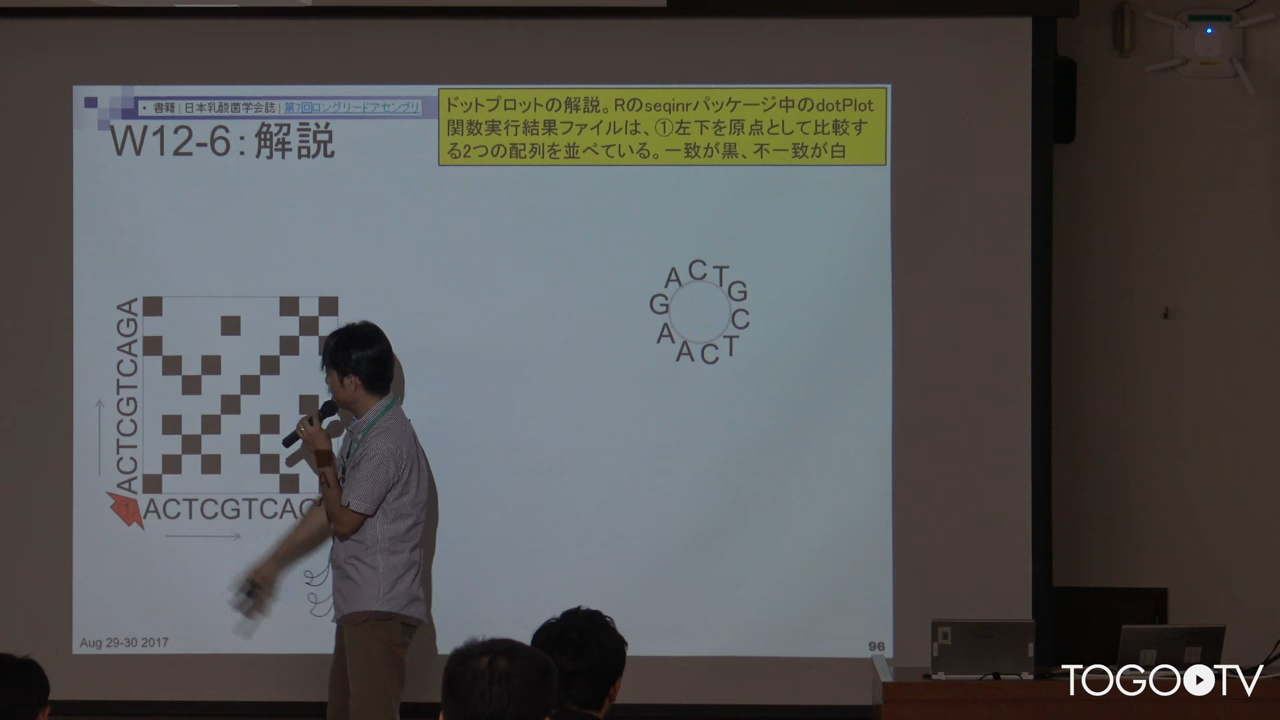 ・ 書籍 | 日本乳酸菌学会誌 | 第7回ロングリードアセンブリ
W12-6：解説
ドットプロットの解説。Rのseqinrパッケージ中のdotPlot
関数実行結果ファイルは、①左下を原点として比較す
る2つの配列を並べている。一致が黒、不一致が白
ACTCGTCAGA
ACTCGTCAG
①
ACTGCTCAAGA
Aug 29-30 2017
96
TOGOTV